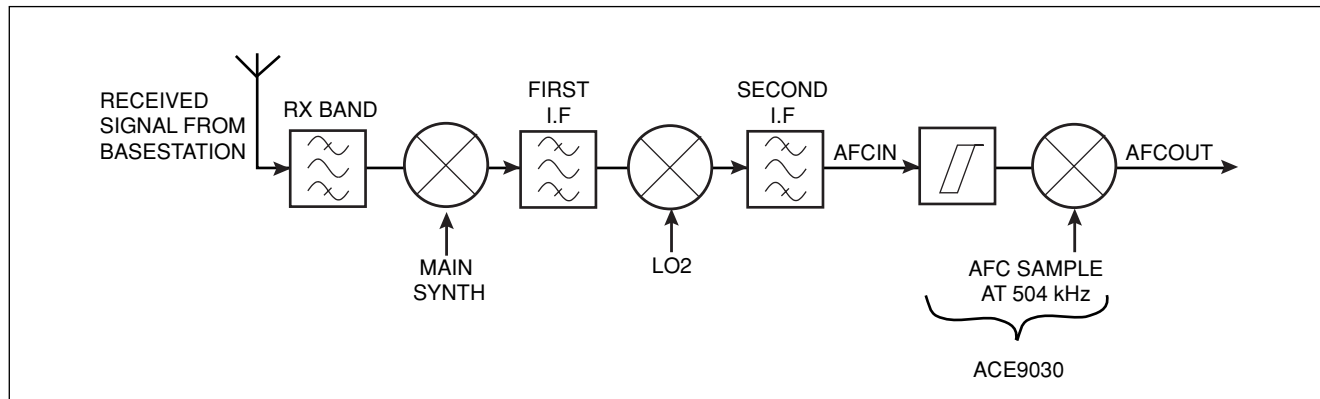 RECEIVED
SIGNAL FROM
BASESTATION
RX BAND
MAIN
SYNTH
FIRST
I.F
LO2
SECOND
I.F
AFCIN
AFC SAMPLE
AT 504 kHz
ACE9030
AFCOUT